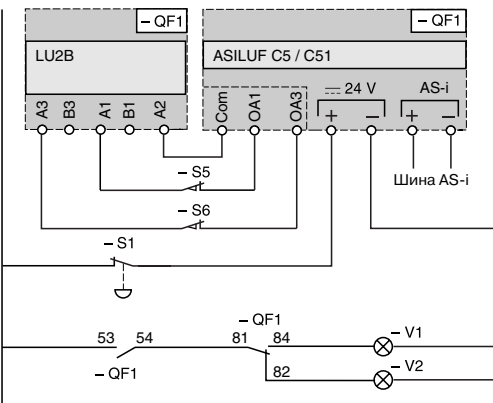 – QF1
– QF1
LU2B
ASILUF C5 / C51
24 V
AS-i
A3
B3
A1
B1
A2
Com
OA1
OA3
+
–
+
–
Шина AS-i
– S5
– S6
– S1
– QF1
53
54
81
84
– V1
– QF1
82
– V2